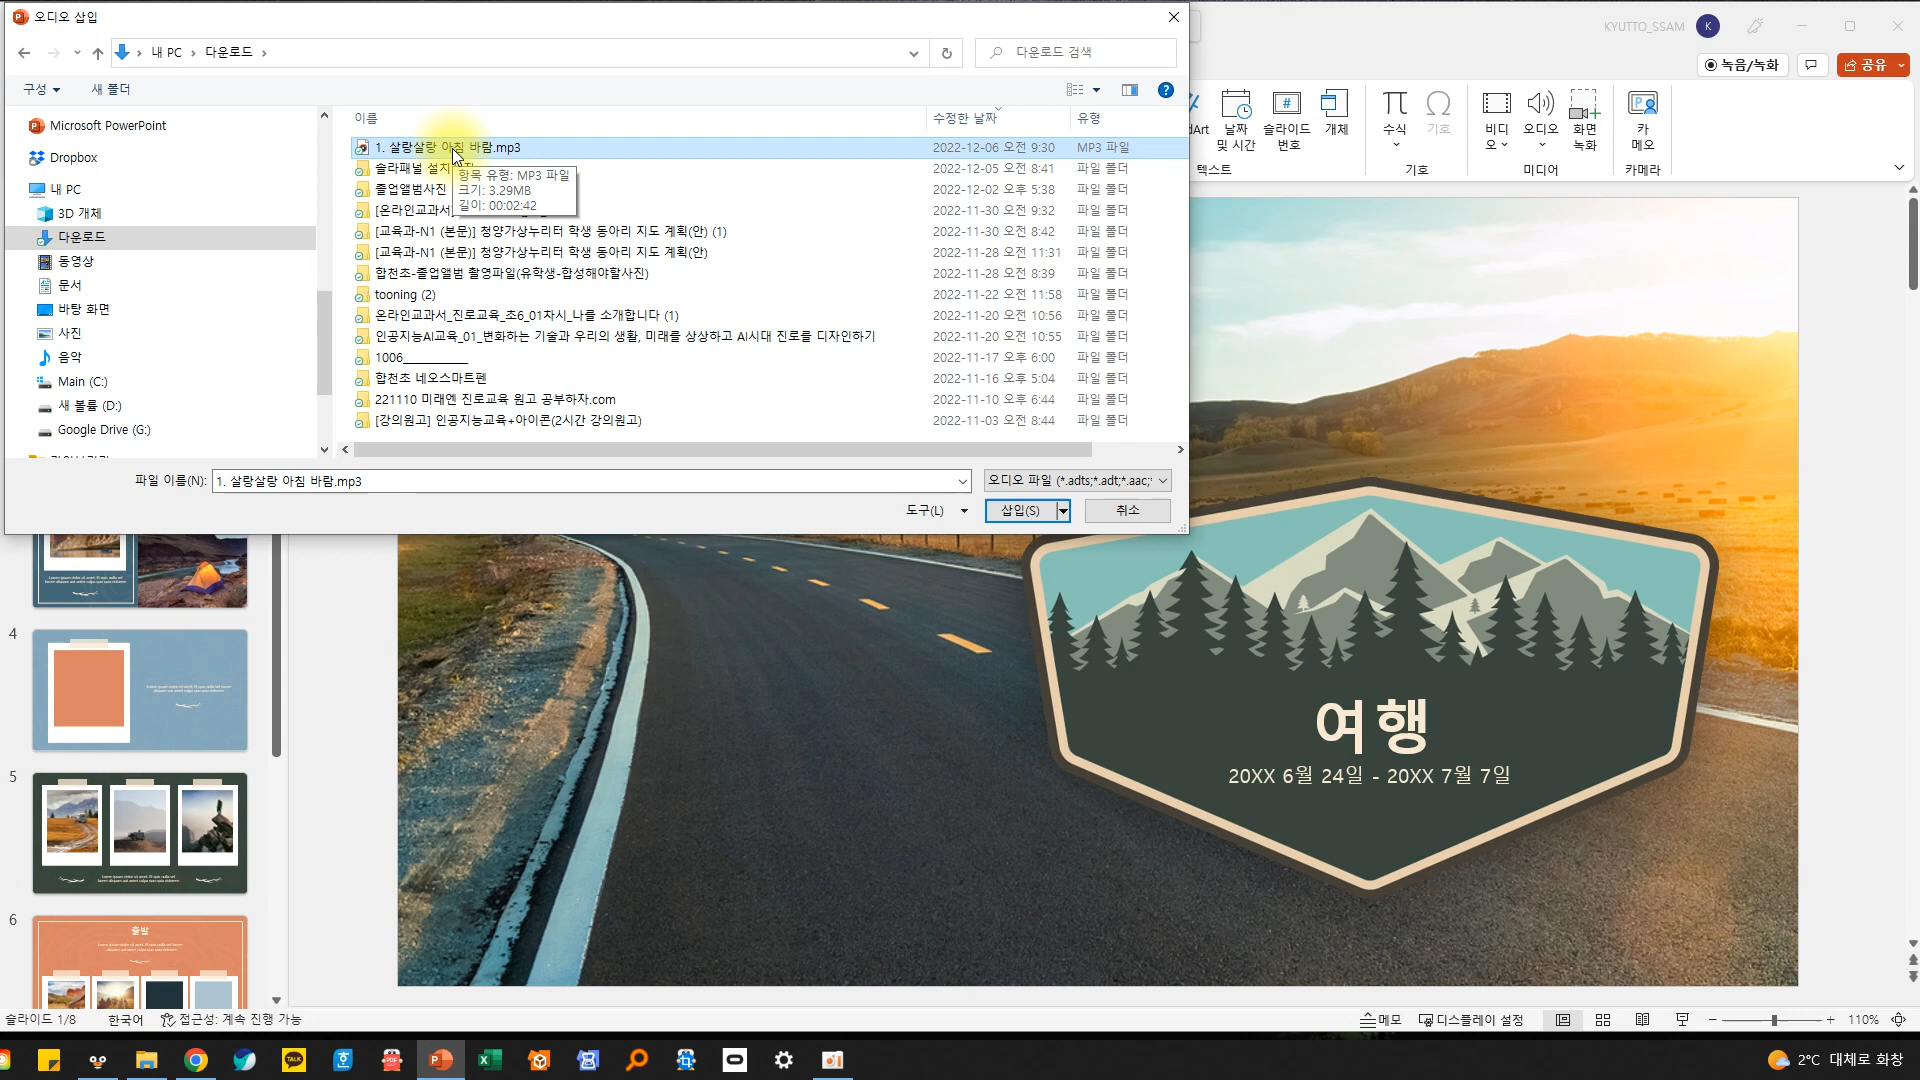 오디오 삽입
KYUTTO_SSAM
K
내 PC
다운로드
다운로드 검색
녹음/녹화
공유
구성
새 폴더
Microsoft PowerPoint
Dropbox
내 PC
3D 개체
다운로드
동영상
문서
바탕 화면
사진
음악
Main (C:)
새 볼륨 (D:)
Google Drive (G:)
이름
수정한 날짜
유형
1. 살랑살랑 아침 바람.mp3
2022-12-06 오전 9:30
MP3 파일
솔라패널 설치
2022-12-05 오전 8:41
파일 폴더
졸업앨범사진
2022-12-02 오후 5:38
파일 폴더
[온라인교과서]
2022-11-30 오전 9:32
파일 폴더
[교육과-N1 (본문)] 청양가상누리터 학생 동아리 지도 계획(안) (1)
2022-11-30 오전 8:42
파일 폴더
[교육과-N1 (본문)] 청양가상누리터 학생 동아리 지도 계획(안)
2022-11-28 오전 11:31
파일 폴더
합천초-졸업앨범 촬영파일(유학생-합성해야할사진)
2022-11-28 오전 8:39
파일 폴더
tooning (2)
2022-11-22 오전 11:58
파일 폴더
온라인교과서_진로교육_초6_01차시_나를 소개합니다 (1)
2022-11-20 오전 10:56
파일 폴더
인공지능AI교육_01_변화하는 기술과 우리의 생활, 미래를 상상하고 AI시대 진로를 디자인하기
2022-11-20 오전 10:55
파일 폴더
1006___________
2022-11-17 오후 6:00
파일 폴더
합천초 네오스마트펜
2022-11-16 오후 5:04
파일 폴더
221110 미래엔 진로교육 원고 공부하자.com
2022-11-10 오후 6:44
파일 폴더
[강의원고] 인공지능교육+아이콘(2시간 강의원고)
2022-11-03 오전 8:44
파일 폴더
항목 유형: MP3 파일
크기: 3.29MB
길이: 00:02:42
파일 이름(N):
1. 살랑살랑 아침 바람.mp3
오디오 파일 (*.adts;*.adt;*.aac;*
도구(L)
삽입(S)
취소
dArt
날짜 및 시간
슬라이드 번호
개체
텍스트
수식
기호
기호
비디오
오디오
화면 녹화
미디어
카메오
카메라
4
5
6
출발
여행
20XX 6월 24일 - 20XX 7월 7일
슬라이드 1/8
한국어
접근성: 계속 진행 가능
메모
디스플레이 설정
110%
TALK
2°C 대체로 화창